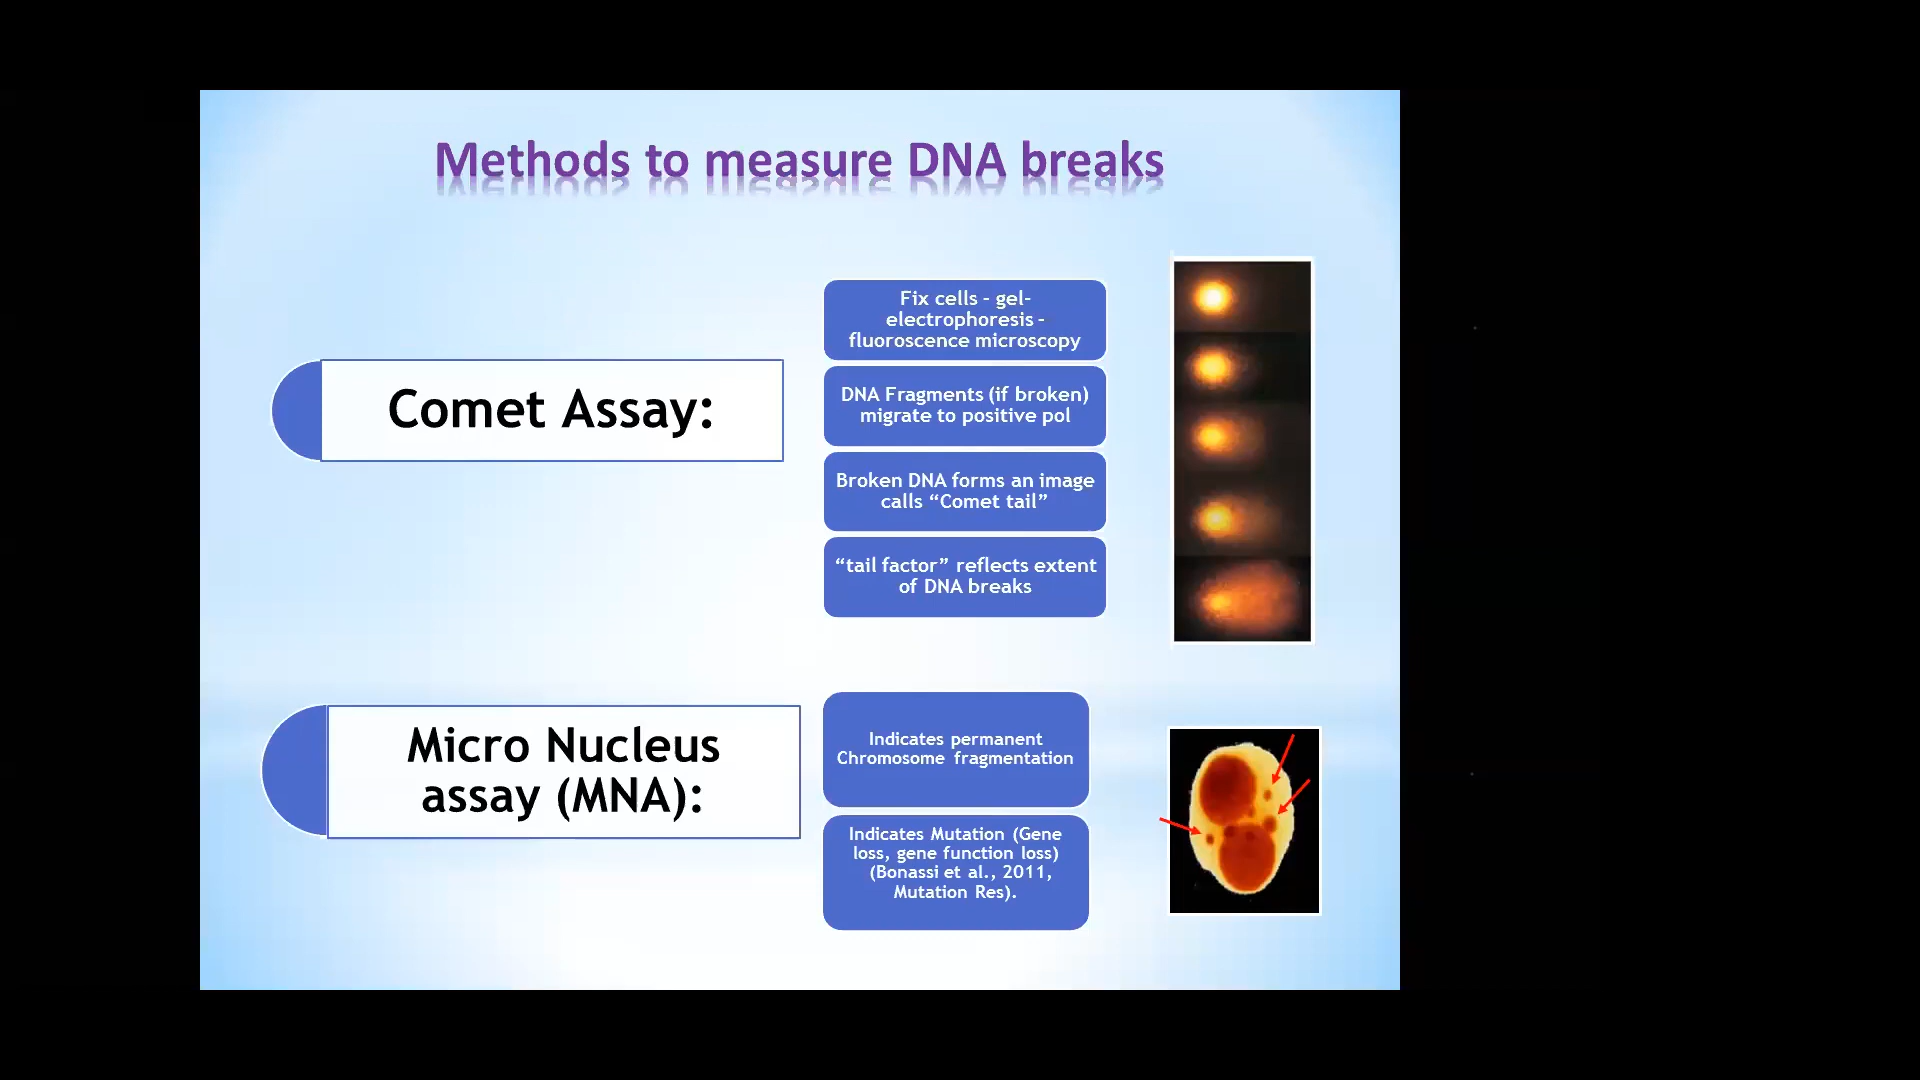 Methods to measure DNA breaks
Comet Assay:
Fix cells - gel-
electrophoresis -
fluoroscence microscopy
DNA Fragments (if broken)
migrate to positive pol
Broken DNA forms an image
calls “Comet tail”
“tail factor” reflects extent
of DNA breaks
Micro Nucleus
assay (MNA):
Indicates permanent
Chromosome fragmentation
Indicates Mutation (Gene
loss, gene function loss)
(Bonassi et al., 2011,
Mutation Res).